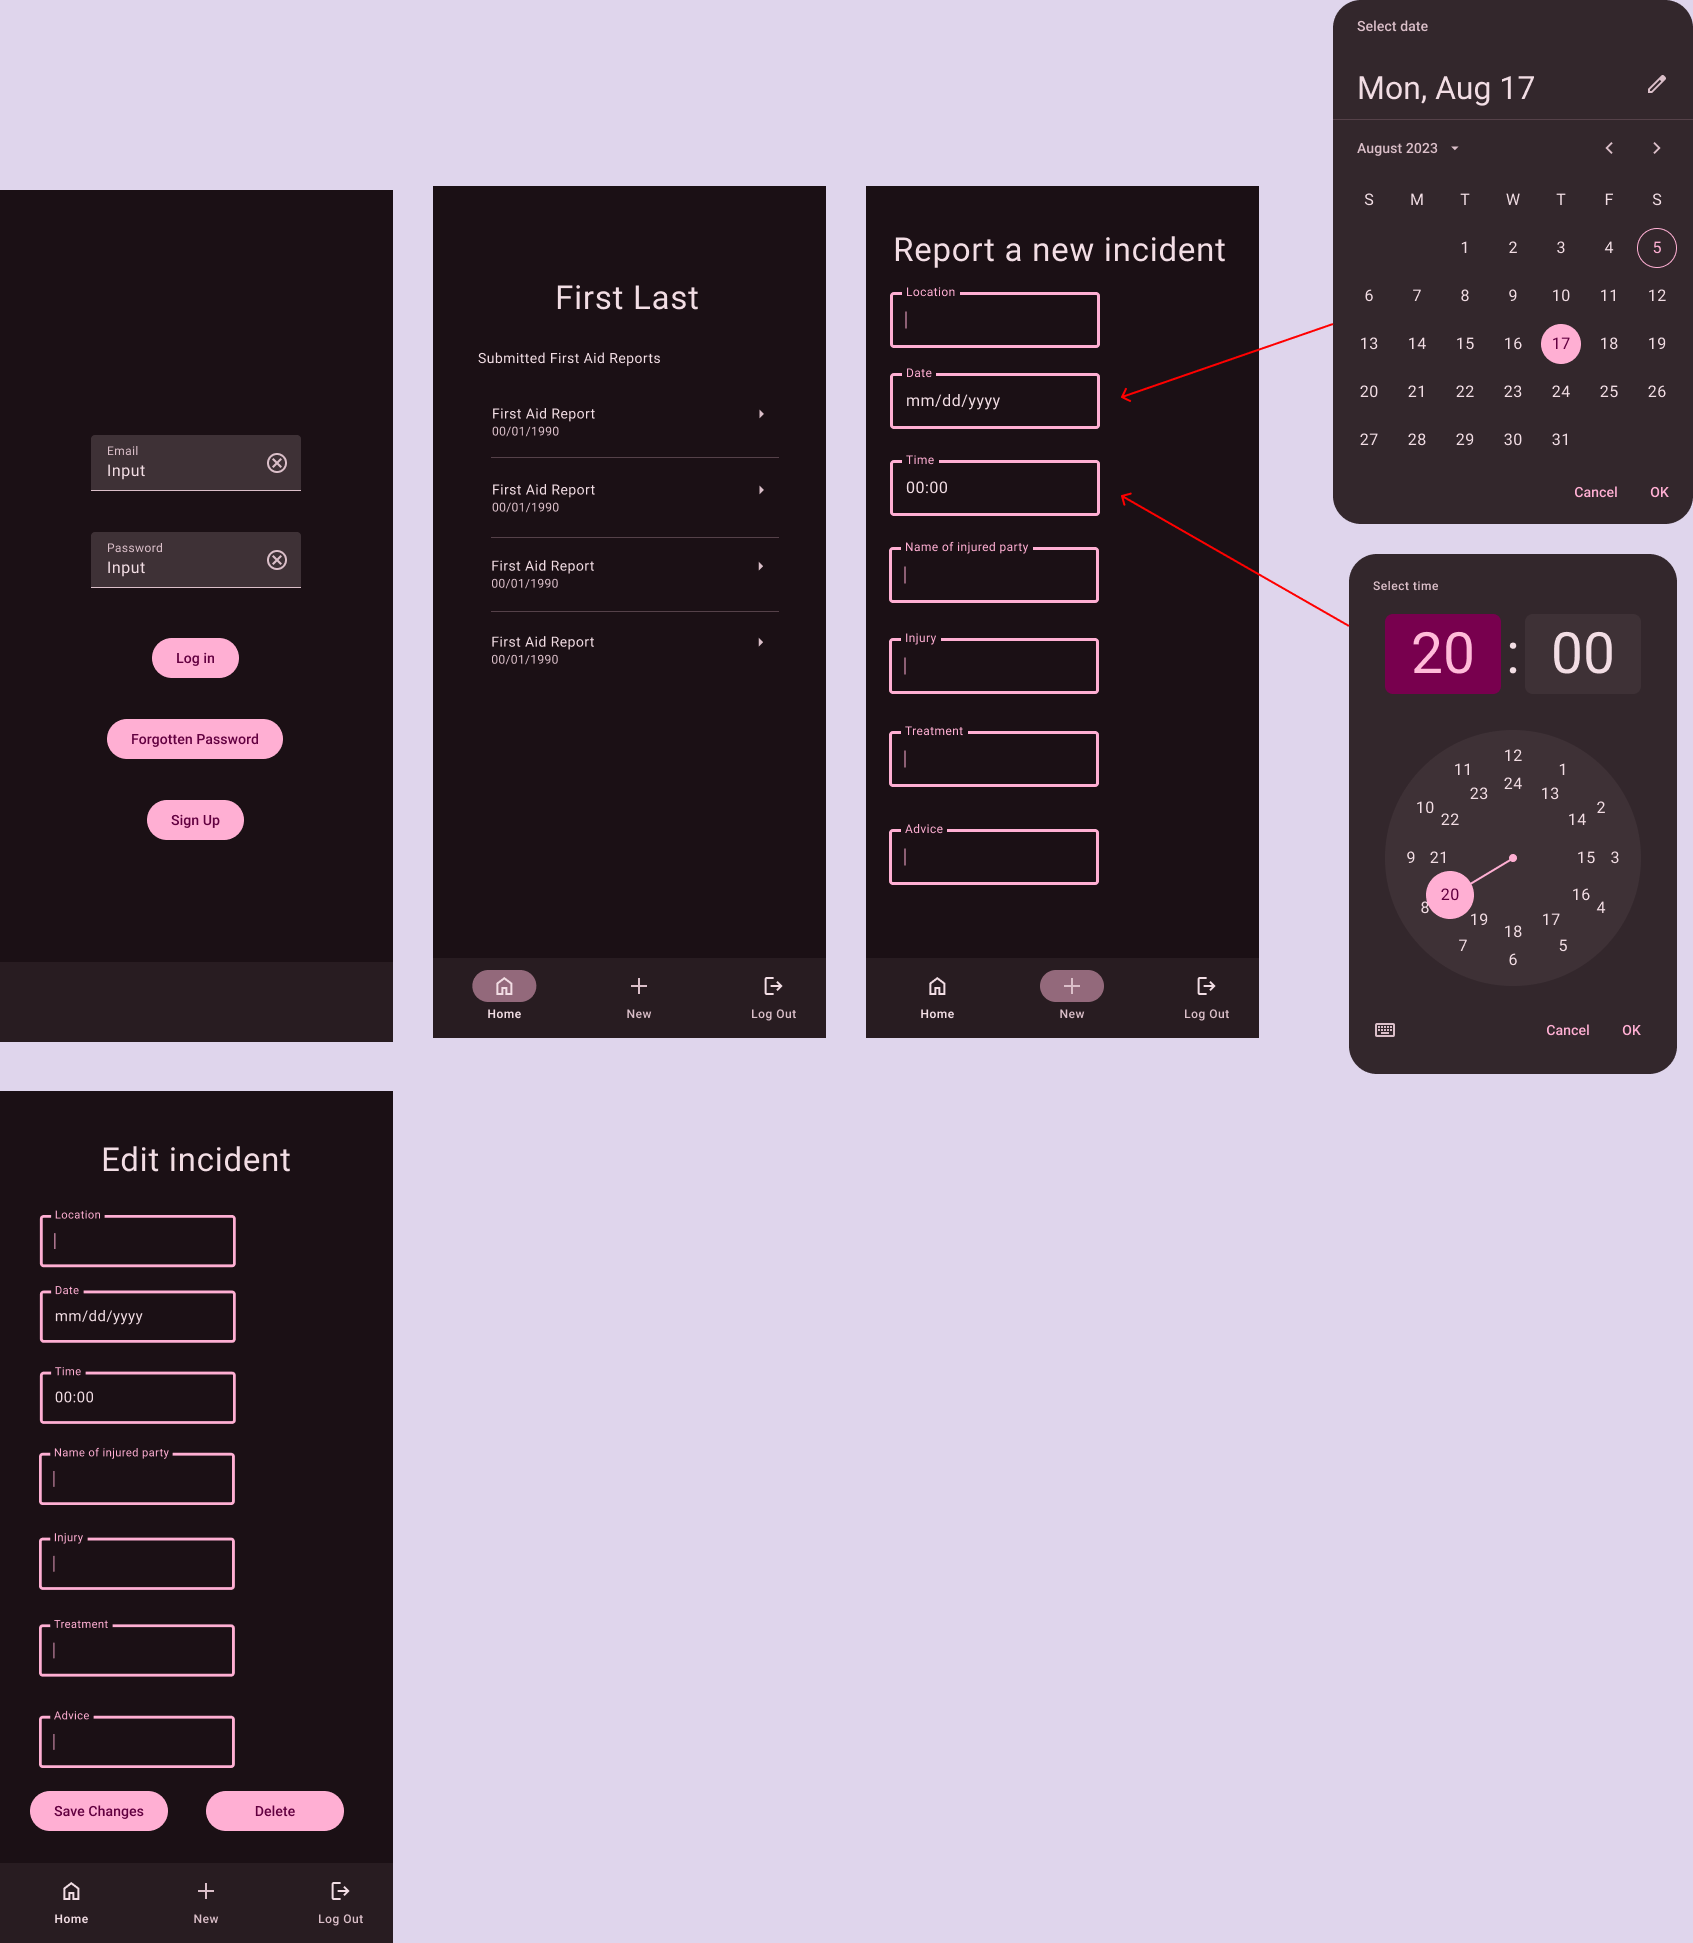 Email
Input
Password
Input
Log in
Forgotten Password
Sign Up
First Last
Submitted First Aid Reports
First Aid Report
00/01/1990
First Aid Report
00/01/1990
First Aid Report
00/01/1990
First Aid Report
00/01/1990
Home New Log Out
Report a new incident
Location
Date
mm/dd/yyyy
Time
00:00
Name of injured party
Injury
Treatment
Advice
Home New Log Out
Select date
Mon, Aug 17
August 2023
S M T W T F S
1 2 3 4 5
6 7 8 9 10 11 12
13 14 15 16 17 18 19
20 21 22 23 24 25 26
27 28 29 30 31
Cancel OK
Select time
20 : 00
12
11 1
24
23 13
10 2
22 14
9 21 15 3
20 16
8 4
19 17
18
7 5
6
Cancel OK
Edit incident
Location
Date
mm/dd/yyyy
Time
00:00
Name of injured party
Injury
Treatment
Advice
Save Changes Delete
Home New Log Out